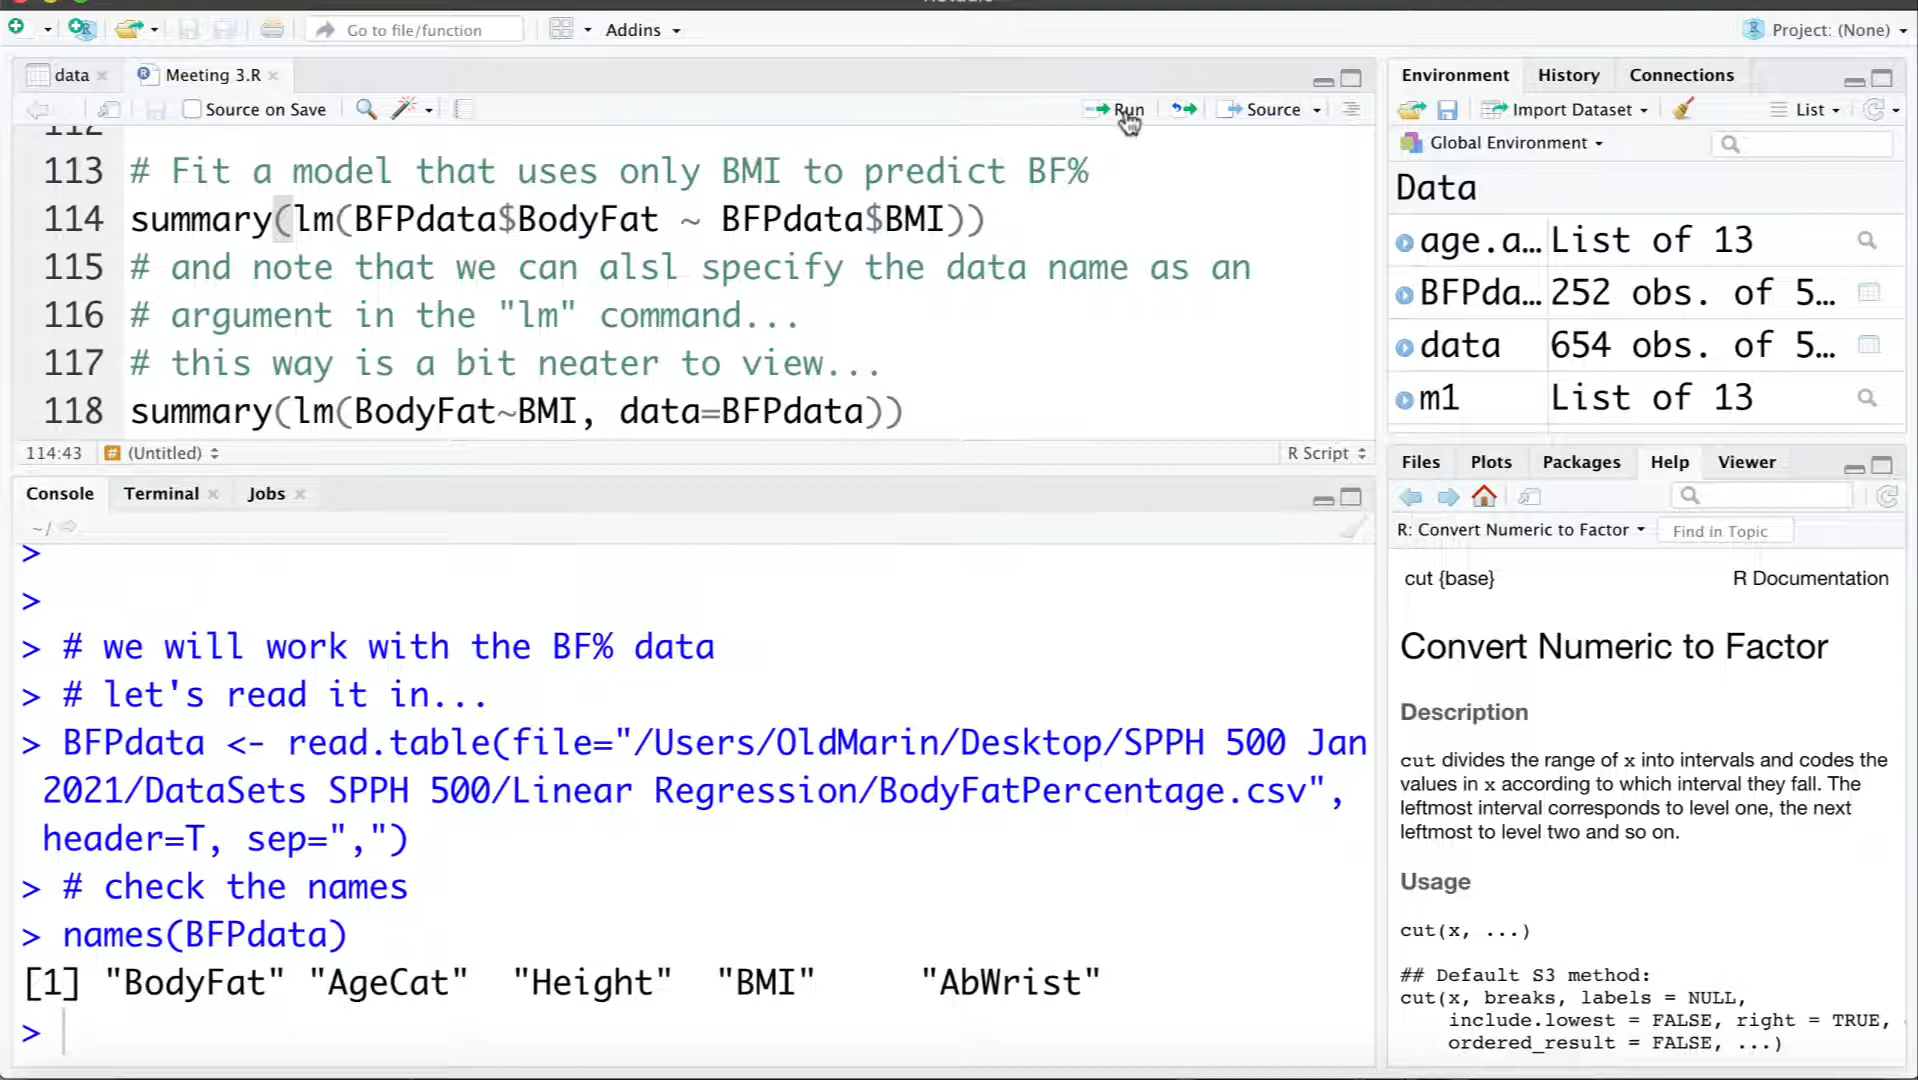 Go to file/function
Addins
Project: (None)
data
Meeting 3.R
Source on Save
Run
Source
112
113 # Fit a model that uses only BMI to predict BF%
114 summary(lm(BFPdata$BodyFat ~ BFPdata$BMI))
115 # and note that we can alsl specify the data name as an
116 # argument in the "lm" command...
117 # this way is a bit neater to view...
118 summary(lm(BodyFat~BMI, data=BFPdata))
114:43
(Untitled)
R Script
Console
Terminal
Jobs
~/
>
>
> # we will work with the BF% data
> # let's read it in...
> BFPdata <- read.table(file="/Users/OldMarin/Desktop/SPPH 500 Jan
2021/DataSets SPPH 500/Linear Regression/BodyFatPercentage.csv",
header=T, sep=",")
> # check the names
> names(BFPdata)
[1] "BodyFat" "AgeCat" "Height" "BMI" "AbWrist"
>
Environment
History
Connections
Import Dataset
List
Global Environment
Data
age.a… List of 13
BFPda… 252 obs. of 5…
data 654 obs. of 5…
m1 List of 13
Files
Plots
Packages
Help
Viewer
R: Convert Numeric to Factor
Find in Topic
cut {base}
R Documentation
Convert Numeric to Factor
Description
cut divides the range of x into intervals and codes the
values in x according to which interval they fall. The
leftmost interval corresponds to level one, the next
leftmost to level two and so on.
Usage
cut(x, ...)
## Default S3 method:
cut(x, breaks, labels = NULL,
include.lowest = FALSE, right = TRUE,
ordered_result = FALSE, ...)